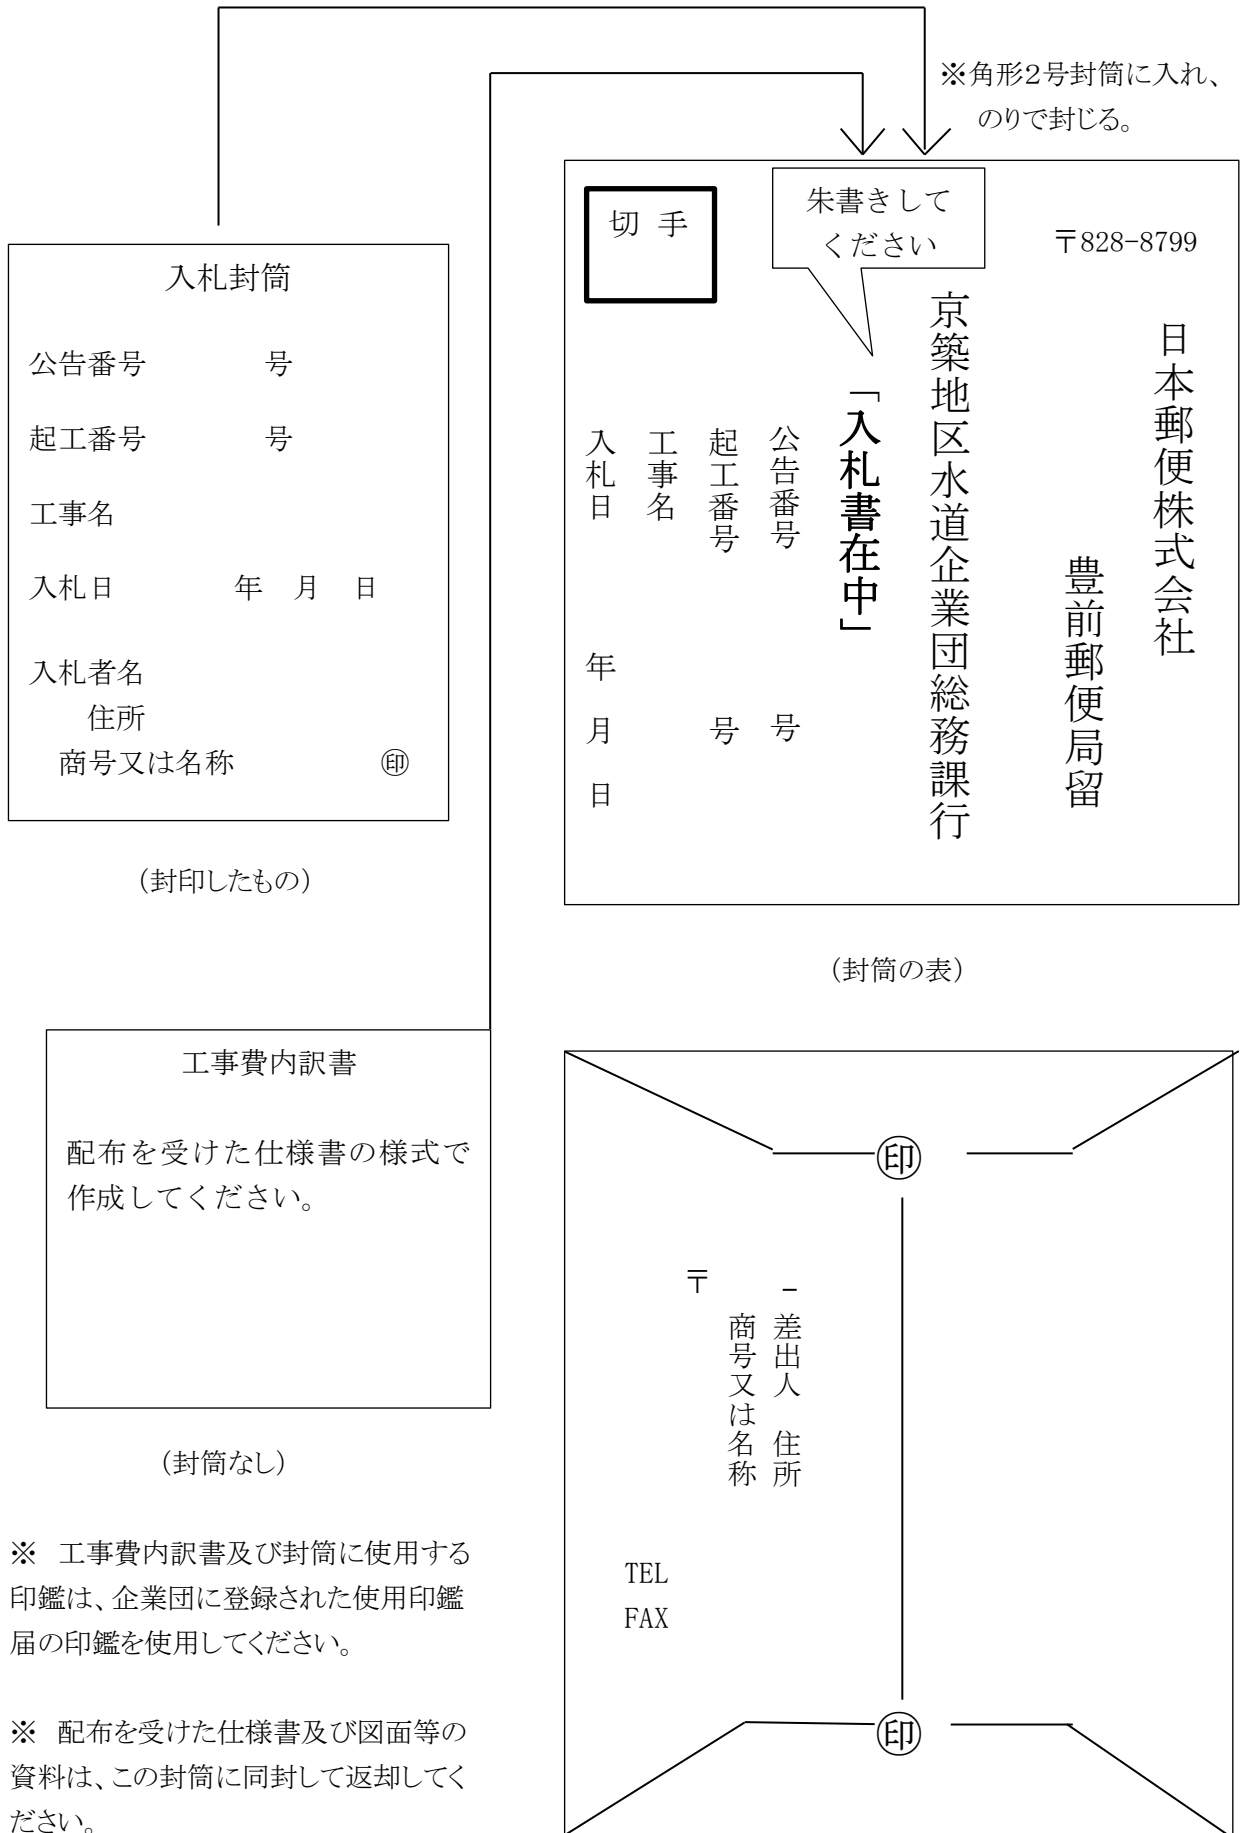 ※角形2号封筒に入れ、
のりで封じる。
入札封筒
公告番号　　　　号
起工番号　　　　号
工事名
入札日　　　　年　月　日
入札者名
住所
商号又は名称　　　　　㊞
（封印したもの）
切 手
朱書きして
ください
〒828-8799
日本郵便株式会社
豊前郵便局留
京築地区水道企業団総務課行
「入札書在中」
公告番号　　　　号
起工番号　　　　号
工事名
入札日　　　　年　月　日
（封筒の表）
工事費内訳書
配布を受けた仕様書の様式で
作成してください。
（封筒なし）
※　工事費内訳書及び封筒に使用する
印鑑は、企業団に登録された使用印鑑
届の印鑑を使用してください。
※　配布を受けた仕様書及び図面等の
資料は、この封筒に同封して返却してく
ださい。
㊞
〒　　－
差出人　住所
商号又は名称
TEL
FAX
㊞